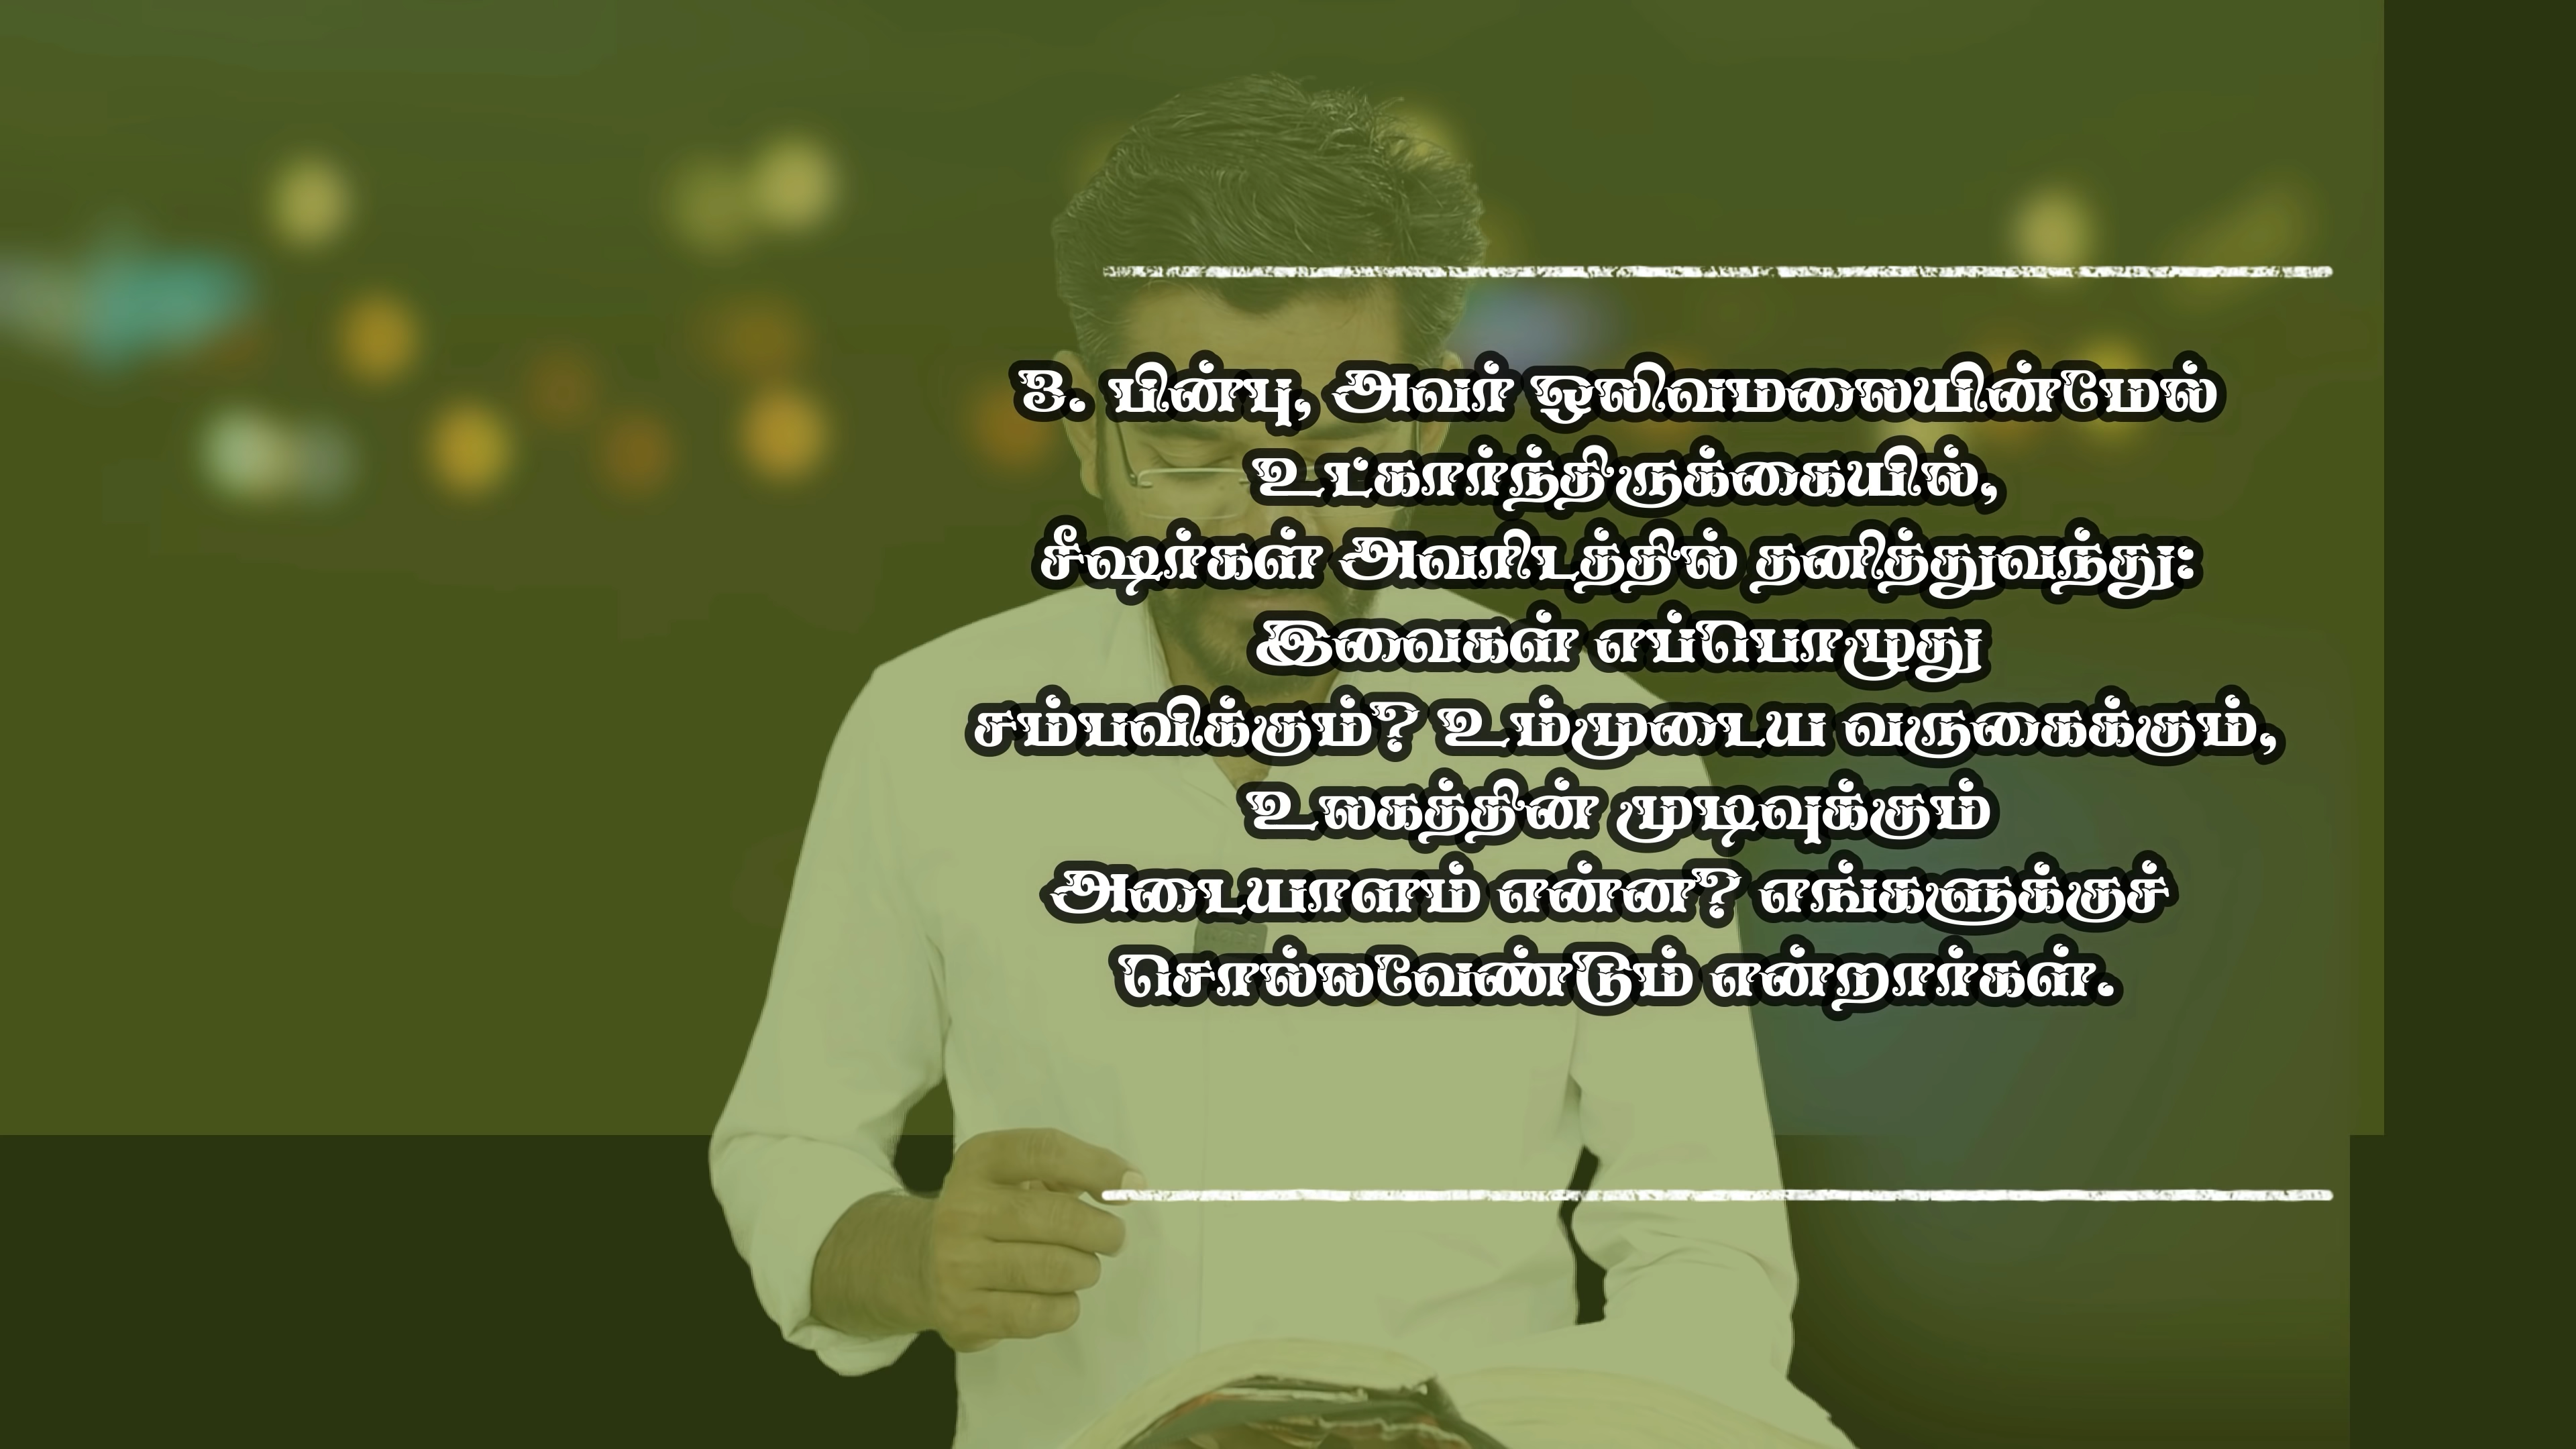 3. பின்பு, அவர் ஒலிவமலையின்மேல்
உட்கார்ந்திருக்கையில்,
சீஷர்கள் அவரிடத்தில் தனித்துவந்து:
இவைகள் எப்பொழுது
சம்பவிக்கும்? உம்முடைய வருகைக்கும்,
உலகத்தின் முடிவுக்கும்
அடையாளம் என்ன? எங்களுக்குச்
சொல்லவேண்டும் என்றார்கள்.